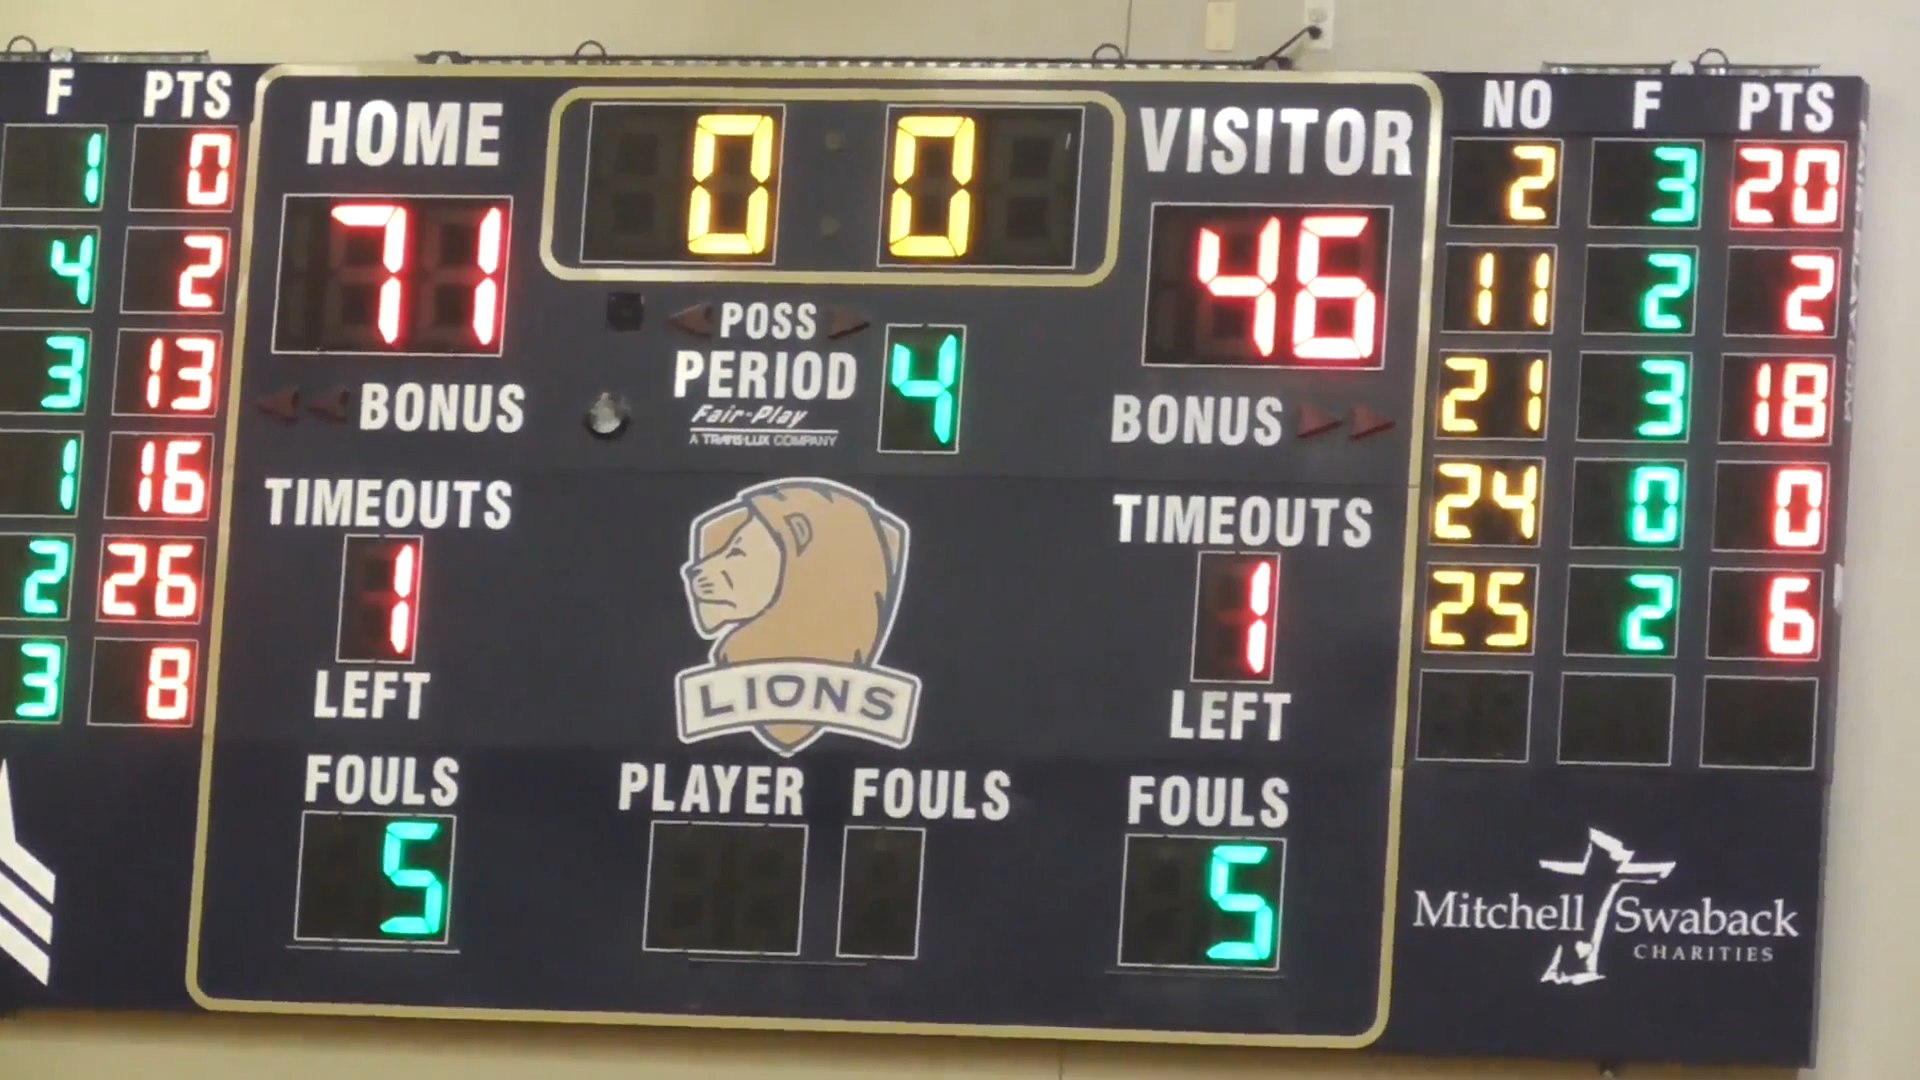 F PTS
1 0
4 2
3 13
1 16
2 26
3 8
HOME
71
BONUS
TIMEOUTS
1
LEFT
FOULS
5
0 0
POSS
PERIOD 4
Fair-Play
A TRANS-LUX COMPANY
LIONS
PLAYER FOULS
VISITOR
46
BONUS
TIMEOUTS
1
LEFT
FOULS
5
NO F PTS
2 3 20
11 2 2
21 3 18
24 0 0
25 2 6
Mitchell Swaback
CHARITIES